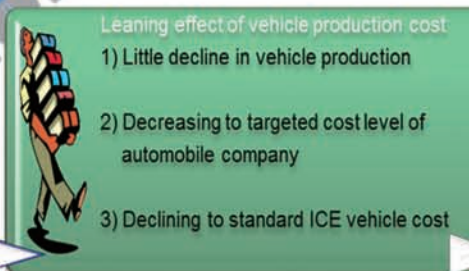 Leaning effect of vehicle production cost
1) Little decline in vehicle production
2) Decreasing to targeted cost level of
automobile company
3) Declining to standard ICE vehicle cost